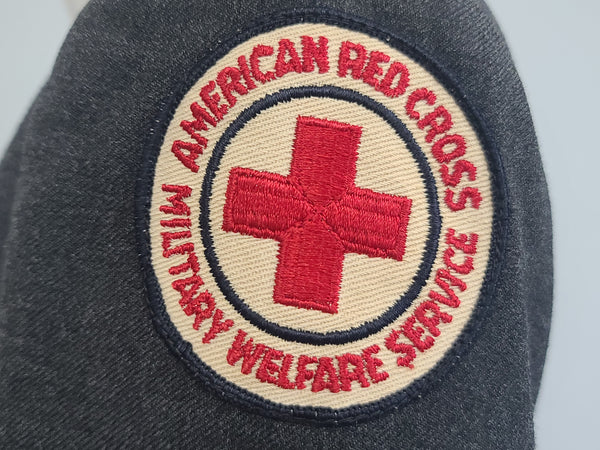 AMERICAN RED CROSS
MILITARY WELFARE SERVICE